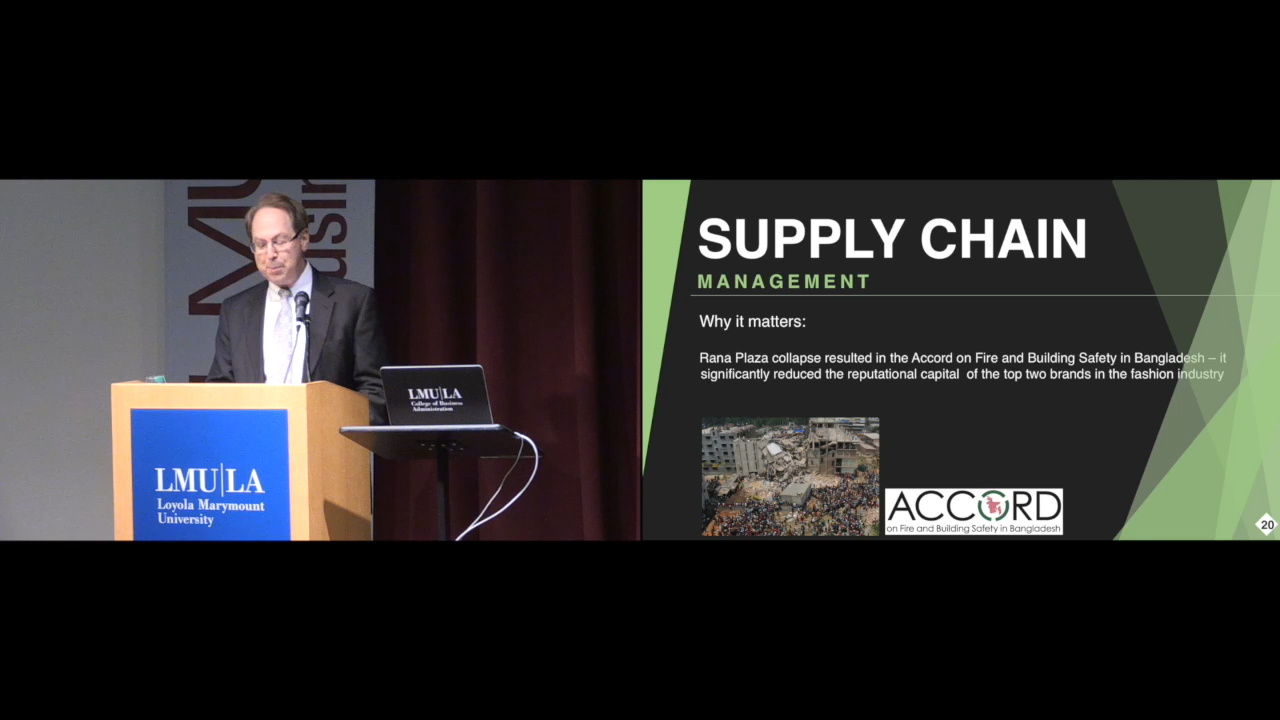 LMU
usin
LMU|LA
College of Business
Administration
LMU|LA
Loyola Marymount
University
SUPPLY CHAIN
MANAGEMENT
Why it matters:
Rana Plaza collapse resulted in the Accord on Fire and Building Safety in Bangladesh – it
significantly reduced the reputational capital of the top two brands in the fashion industry
ACCORD
on Fire and Building Safety in Bangladesh
20